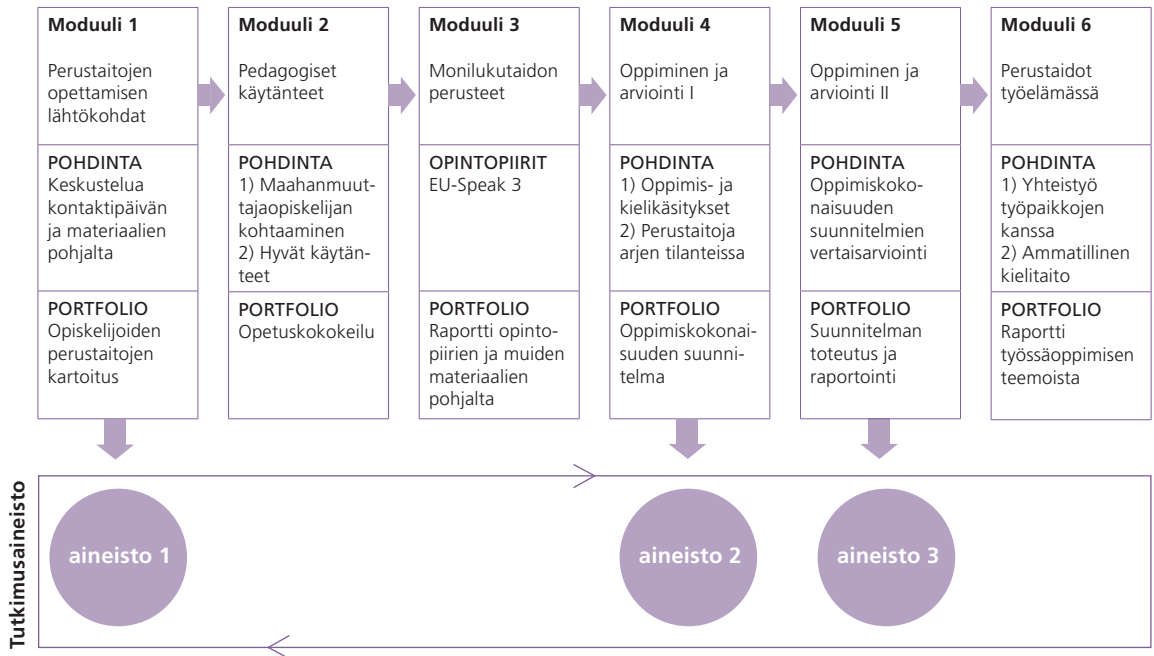 Moduuli 1
Perustaitojen
opettamisen
lähtökohdat
POHDINTA
Keskustelua
kontaktipäivän
ja materiaalien
pohjalta
PORTFOLIO
Opiskelijoiden
perustaitojen
kartoitus
Moduuli 2
Pedagogiset
käytänteet
POHDINTA
1) Maahanmuut-
tajaopiskelijan
kohtaaminen
2) Hyvät käytän-
teet
PORTFOLIO
Opetuskokokeilu
Moduuli 3
Monilukutaidon
perusteet
OPINTOPIIRIT
EU-Speak 3
PORTFOLIO
Raportti opinto-
piirien ja muiden
materiaalien
pohjalta
Moduuli 4
Oppiminen ja
arviointi I
POHDINTA
1) Oppimis- ja
kielikäsitykset
2) Perustaitoja
arjen tilanteissa
PORTFOLIO
Oppimiskokonai-
suuden suunni-
telma
Moduuli 5
Oppiminen ja
arviointi II
POHDINTA
Oppimiskoko-
naisuuden
suunnitelmien
vertaisarviointi
PORTFOLIO
Suunnitelman
toteutus ja
raportointi
Moduuli 6
Perustaidot
työelämässä
POHDINTA
1) Yhteistyö
työpaikkojen
kanssa
2) Ammatillinen
kielitaito
PORTFOLIO
Raportti
työssäoppimisen
teemoista
Tutkimusaineisto
aineisto 1
aineisto 2
aineisto 3